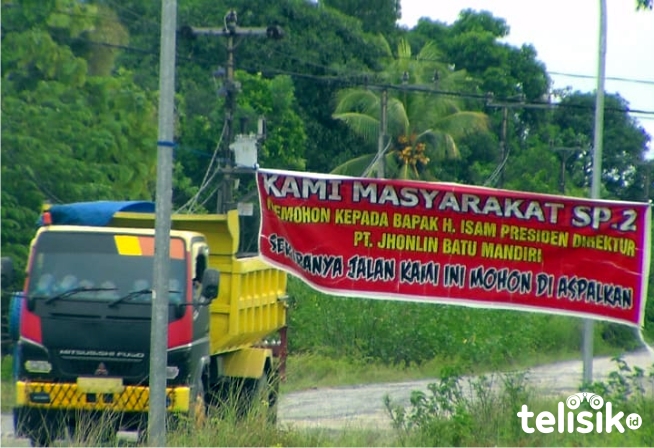 KAMI MASYARAKAT SP.2
MEMOHON KEPADA BAPAK H. ISAM PRESIDEN DIREKTUR
PT. JHONLIN BATU MANDIRI
SEKIRANYA JALAN KAMI INI MOHON DI ASPALKAN
MITSUBISHI FUSO
telisik.id